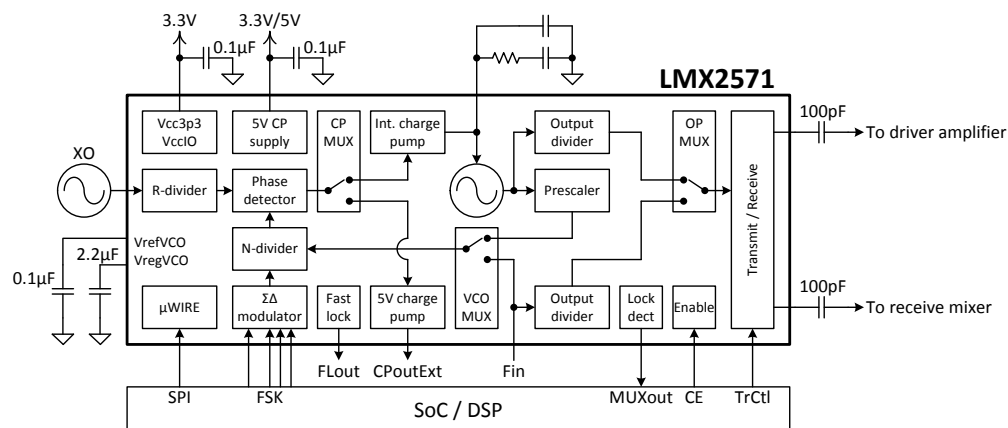 3.3V
3.3V/5V
0.1µF
0.1µF
LMX2571
100pF
To driver amplifier
Vcc3p3
VccIO
5V CP
supply
CP
MUX
Int. charge
pump
Output
divider
OP
MUX
XO
R-divider
Phase
detector
Prescaler
Transmit / Receive
VrefVCO
VregVCO
N-divider
0.1µF
2.2µF
100pF
To receive mixer
µWIRE
ΣΔ
modulator
Fast
lock
5V charge
pump
VCO
MUX
Output
divider
Lock
dect
Enable
FLout
CPoutExt
Fin
SPI
FSK
MUXout
CE
TrCtl
SoC / DSP